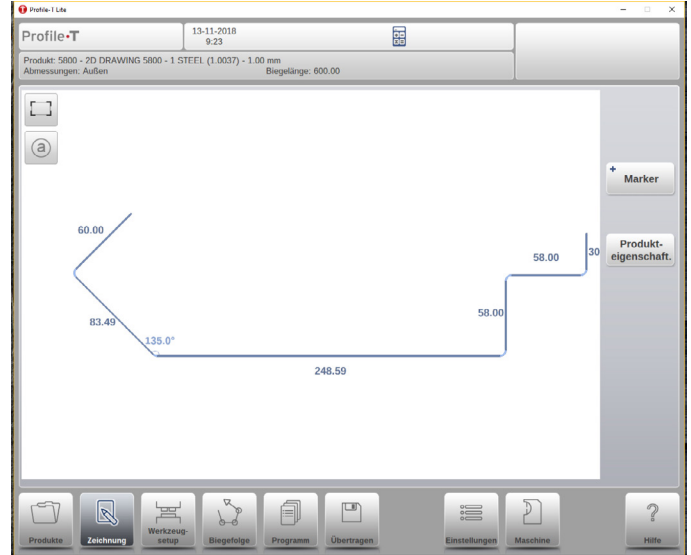 Profile-T Lite
Profile·T
13-11-2018
9:23
Produkt: 5800 - 2D DRAWING 5800 - 1 STEEL (1.0037) - 1.00 mm
Abmessungen: Außen Biegelänge: 600.00
a
Marker
Produkt-
eigenschaft.
60.00
83.49
135.0°
248.59
58.00
58.00
30
Produkte
Zeichnung
Werkzeug-
setup
Biegefolge
Programm
Übertragen
Einstellungen
Maschine
?
Hilfe